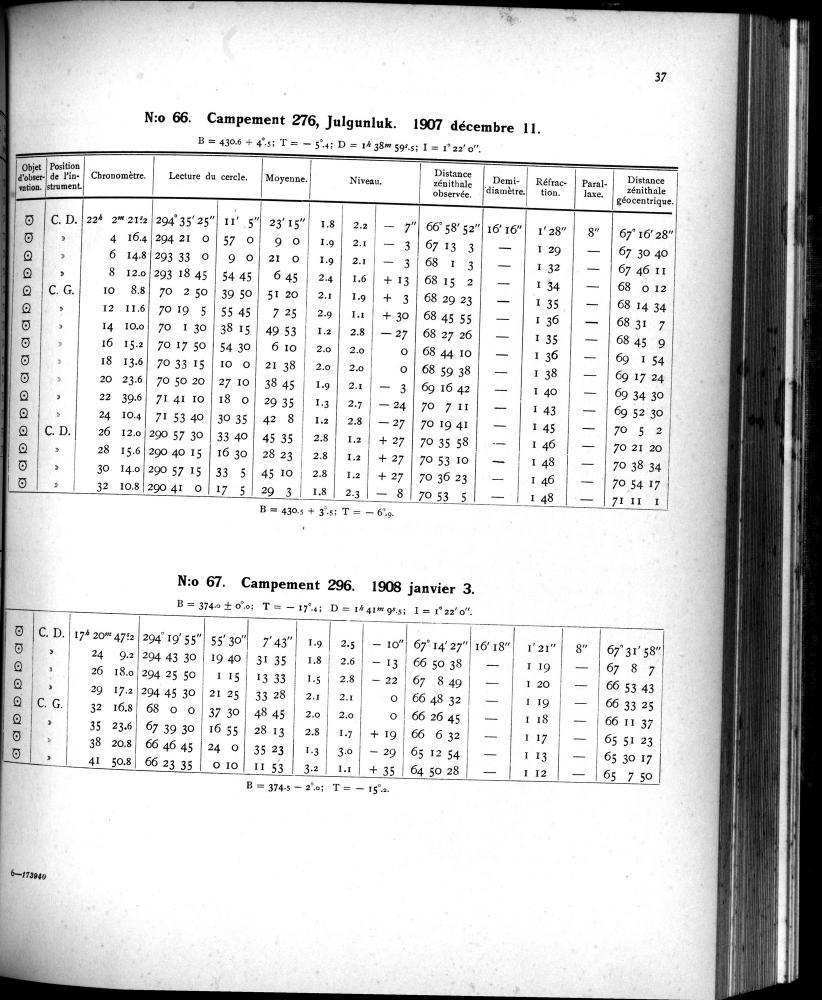 37
N:o 66. Campement 276, Julgunluk. 1907 décembre 11.
B = 430.6 + 4°.5; T = — 5°.4; D = 1h 38m 59s.5; I = 1° 22′ 0″.
Objet d'observation. Position de l'instrument. Chronomètre. Lecture du cercle. Moyenne. Niveau. Distance zénithale observée. Demi-diamètre. Réfraction. Parallaxe. Distance zénithale géocentrique.
C. D. 22h 2m 21s.2 294° 35′ 25″ 11′ 5″ 23′ 15″ 1.8 2.2 — 7″ 66° 58′ 52″ 16′ 16″ 1′ 28″ 8″ 67° 16′ 28″
» 4 16.4 294 21 0 57 0 9 0 1.9 2.1 — 3 67 13 3 — 1 29 — 67 30 40
» 6 14.8 293 33 0 9 0 21 0 1.9 2.1 — 3 68 1 3 — 1 32 — 67 46 11
» 8 12.0 293 18 45 54 45 6 45 2.4 1.6 + 13 68 15 2 — 1 34 — 68 0 12
C. G. 10 8.8 70 2 50 39 50 51 20 2.1 1.9 + 3 68 29 23 — 1 35 — 68 14 34
» 12 11.6 70 19 5 55 45 7 25 2.9 1.1 + 30 68 45 55 — 1 36 — 68 31 7
» 14 10.0 70 1 30 38 15 49 53 1.2 2.8 — 27 68 27 26 — 1 35 — 68 45 9
» 16 15.2 70 17 50 54 30 6 10 2.0 2.0 0 68 44 10 — 1 36 — 69 1 54
» 18 13.6 70 33 15 10 0 21 38 2.0 2.0 0 68 59 38 — 1 38 — 69 17 24
» 20 23.6 70 50 20 27 10 38 45 1.9 2.1 — 3 69 16 42 — 1 40 — 69 34 30
» 22 39.6 71 41 10 18 0 29 35 1.3 2.7 — 24 70 7 11 — 1 43 — 69 52 30
» 24 10.4 71 53 40 30 35 42 8 1.2 2.8 — 27 70 19 41 — 1 45 — 70 5 2
C. D. 26 12.0 290 57 30 33 40 45 35 2.8 1.2 + 27 70 35 58 — 1 46 — 70 21 20
» 28 15.6 290 40 15 16 30 28 23 2.8 1.2 + 27 70 53 10 — 1 48 — 70 38 34
» 30 14.0 290 57 15 33 5 45 10 2.8 1.2 + 27 70 36 23 — 1 46 — 70 54 17
» 32 10.8 290 41 0 17 5 29 3 1.8 2.3 — 8 70 53 5 — 1 48 — 71 11 1
B = 430.5 + 3°.5; T = — 6°.9.
N:o 67. Campement 296. 1908 janvier 3.
B = 374.0 ± 0°.0; T = — 17°.4; D = 1h 41m 9s.5; I = 1° 22′ 0″.
C. D. 17h 20m 47s.2 294° 19′ 55″ 55′ 30″ 7′ 43″ 1.9 2.5 — 10″ 67° 14′ 27″ 16′ 18″ 1′ 21″ 8″ 67° 31′ 58″
» 24 9.2 294 43 30 19 40 31 35 1.8 2.6 — 13 66 50 38 — 1 19 — 67 8 7
» 26 18.0 294 25 50 1 15 13 33 1.5 2.8 — 22 67 8 49 — 1 20 — 66 53 43
» 29 17.2 294 45 30 21 25 33 28 2.1 2.1 0 66 48 32 — 1 19 — 66 33 25
C. G. 32 16.8 68 0 0 37 30 48 45 2.0 2.0 0 66 26 45 — 1 18 — 66 11 37
» 35 23.6 67 39 30 16 55 28 13 2.8 1.7 + 19 66 6 32 — 1 17 — 65 51 23
» 38 20.8 66 46 45 24 0 35 23 1.3 3.0 — 29 65 12 54 — 1 13 — 65 30 17
» 41 50.8 66 23 35 0 10 11 53 3.2 1.1 + 35 64 50 28 — 1 12 — 65 7 50
B = 374.5 — 2°.0; T = — 15°.2.
6—173940